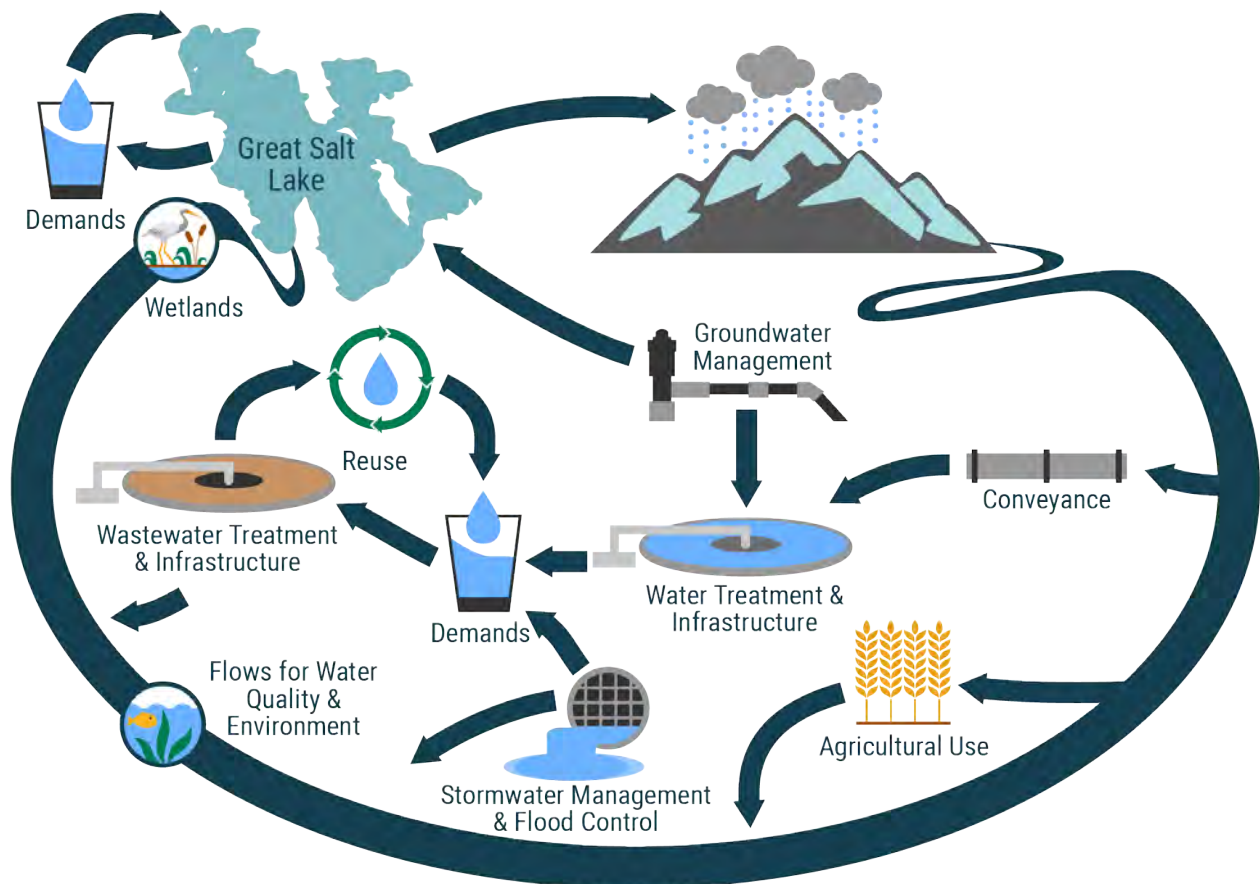 Great Salt
Lake
Demands
Wetlands
Groundwater
Management
Reuse
Conveyance
Wastewater Treatment
& Infrastructure
Water Treatment &
Infrastructure
Demands
Flows for Water
Quality &
Environment
Agricultural Use
Stormwater Management
& Flood Control